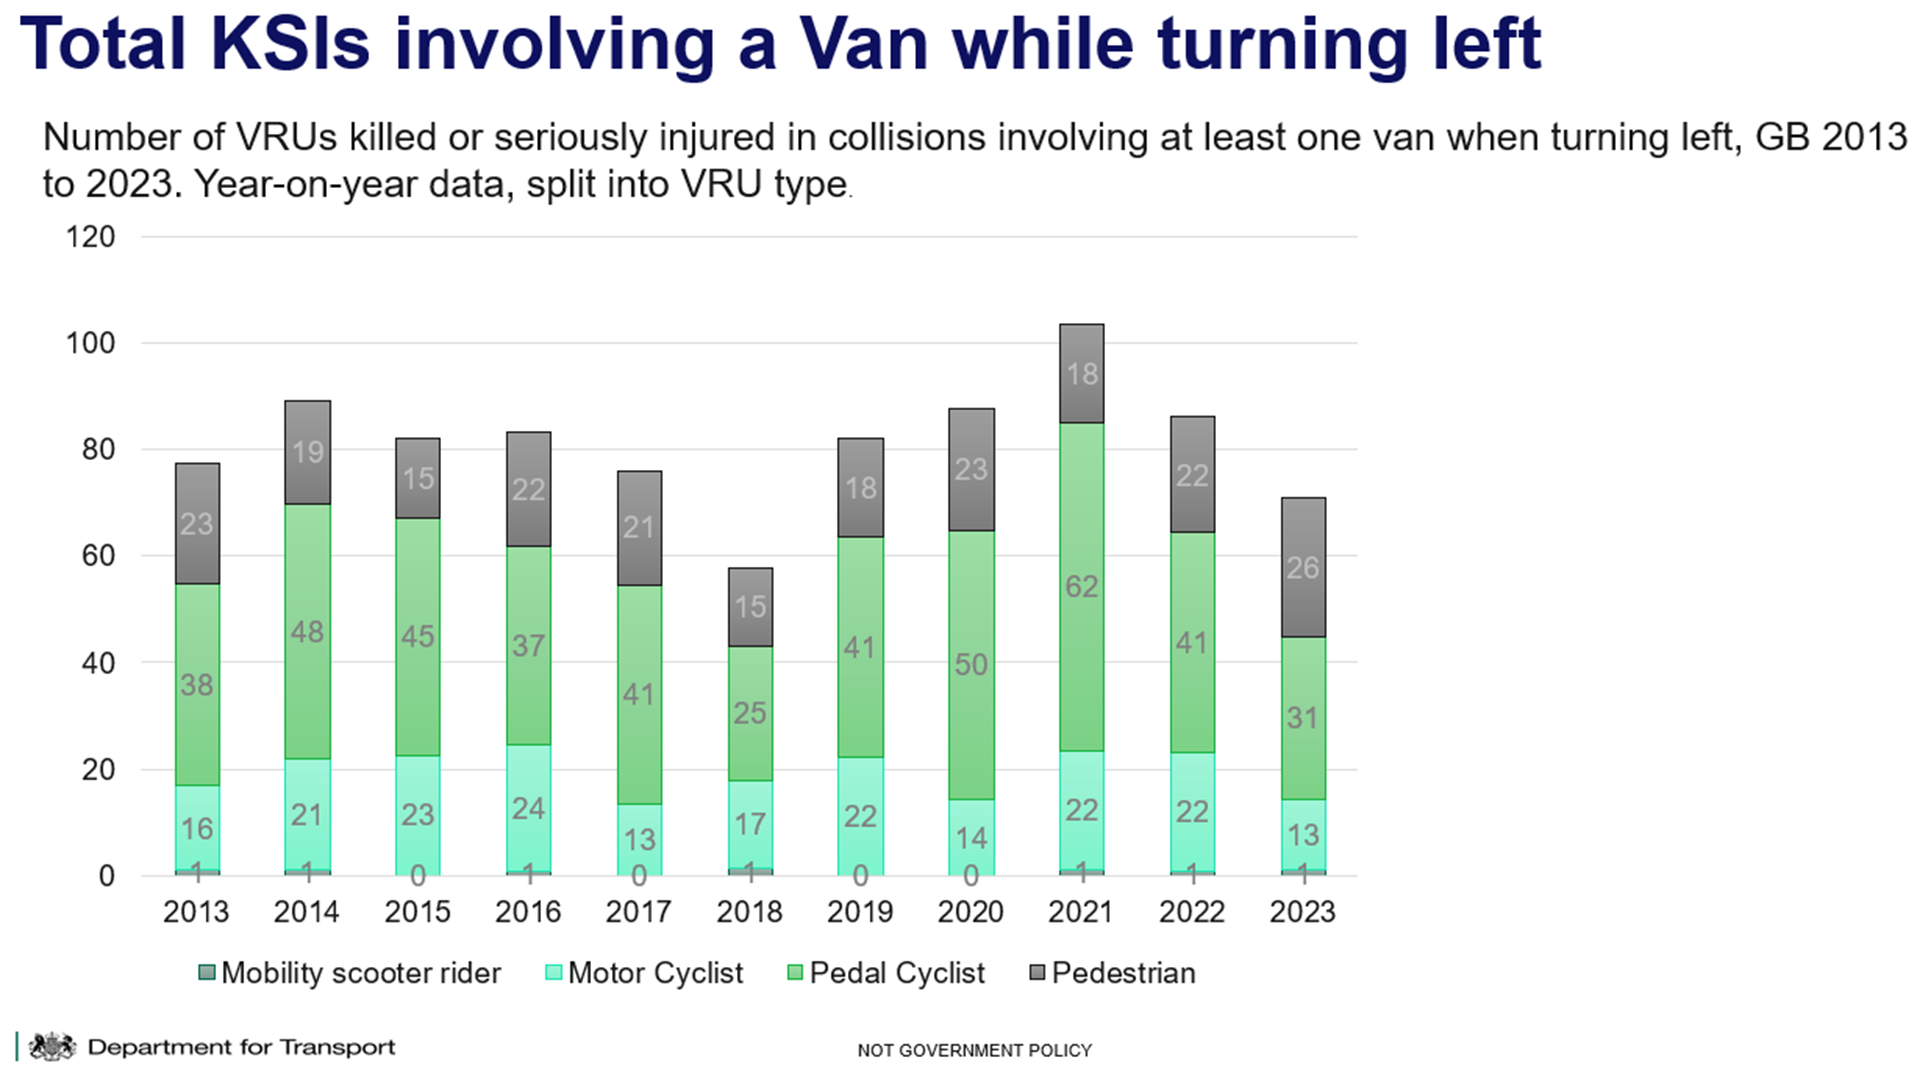 Total KSIs involving a Van while turning left
Number of VRUs killed or seriously injured in collisions involving at least one van when turning left, GB 2013
to 2023. Year-on-year data, split into VRU type.
120
100
80
60
40
20
0
23 19 15 22 21 15 18 23 18 22 26
38 48 45 37 41 25 41 50 62 41 31
16 21 23 24 13 17 22 14 22 22 13
1 1 0 1 0 1 0 0 1 1 1
2013 2014 2015 2016 2017 2018 2019 2020 2021 2022 2023
Mobility scooter rider Motor Cyclist Pedal Cyclist Pedestrian
Department for Transport
NOT GOVERNMENT POLICY